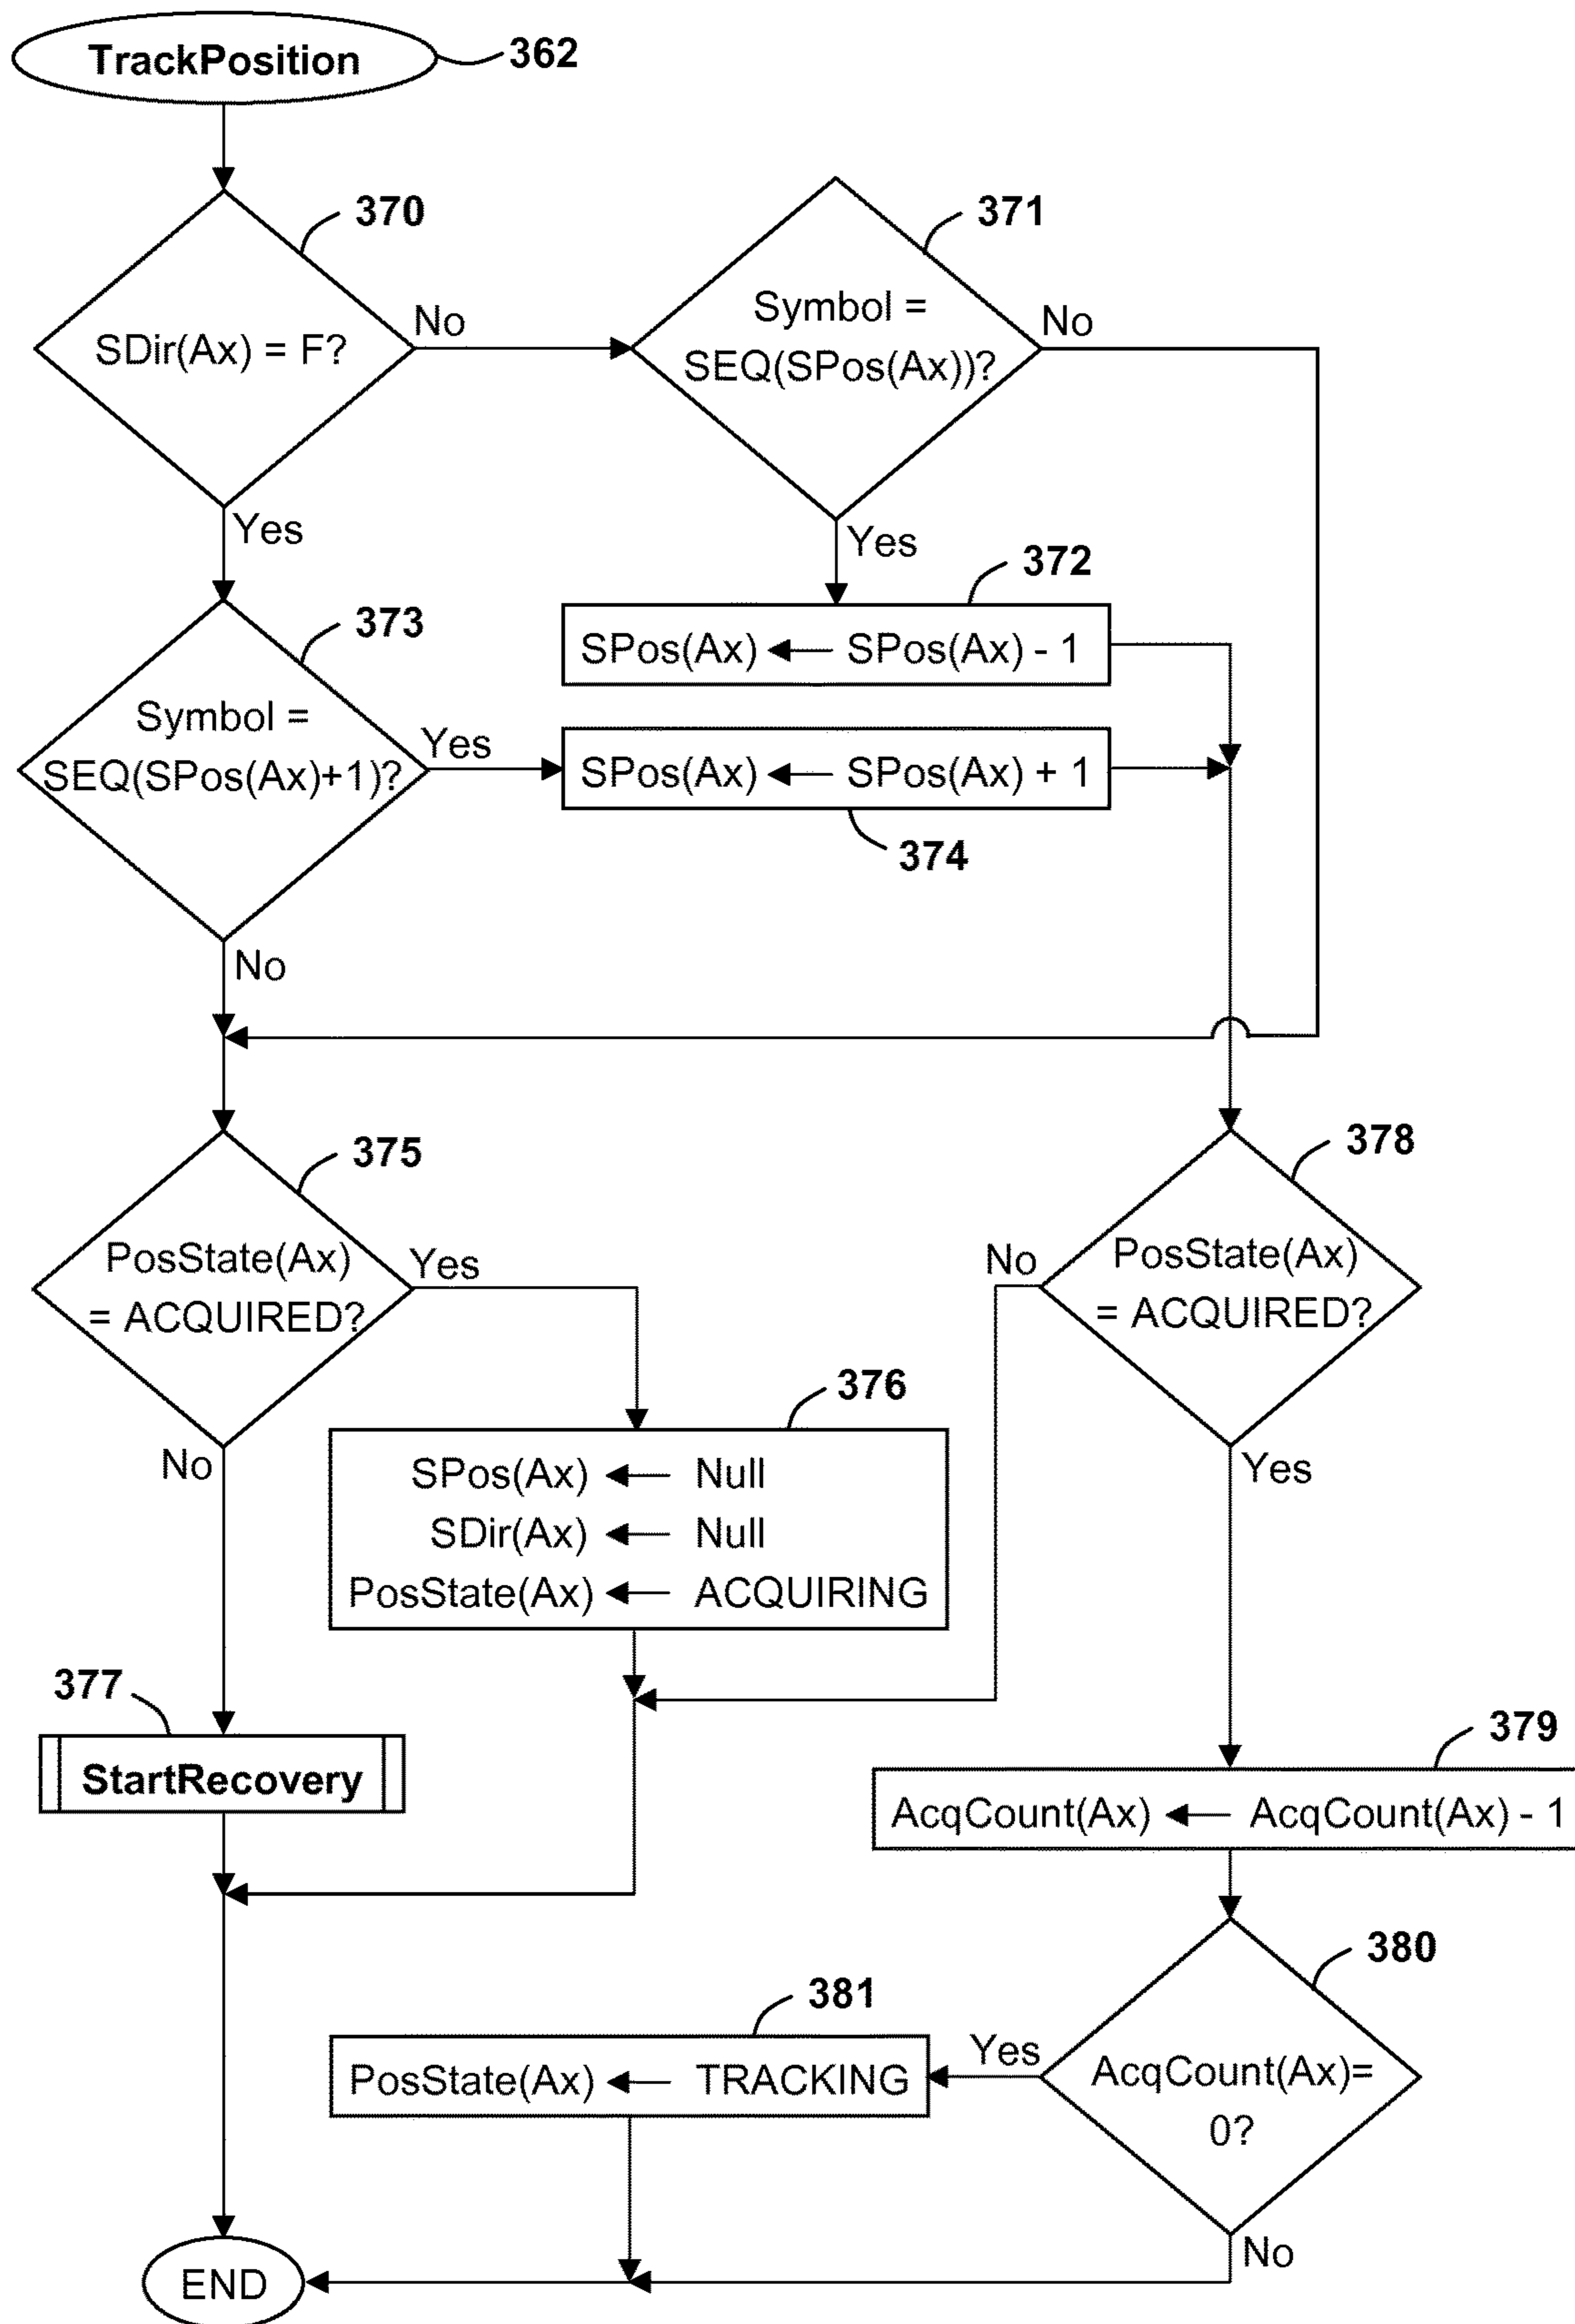 TrackPosition
362
370
371
SDir(Ax) = F?
No
Symbol =
SEQ(SPos(Ax))?
No
Yes
Yes
372
SPos(Ax) ← SPos(Ax) - 1
373
Symbol =
SEQ(SPos(Ax)+1)?
Yes
SPos(Ax) ← SPos(Ax) + 1
374
No
375
378
PosState(Ax)
= ACQUIRED?
Yes
No
PosState(Ax)
= ACQUIRED?
376
No
Yes
SPos(Ax) ← Null
SDir(Ax) ← Null
PosState(Ax) ← ACQUIRING
377
StartRecovery
379
AcqCount(Ax) ← AcqCount(Ax) - 1
380
381
PosState(Ax) ← TRACKING
Yes
AcqCount(Ax)=
0?
No
END